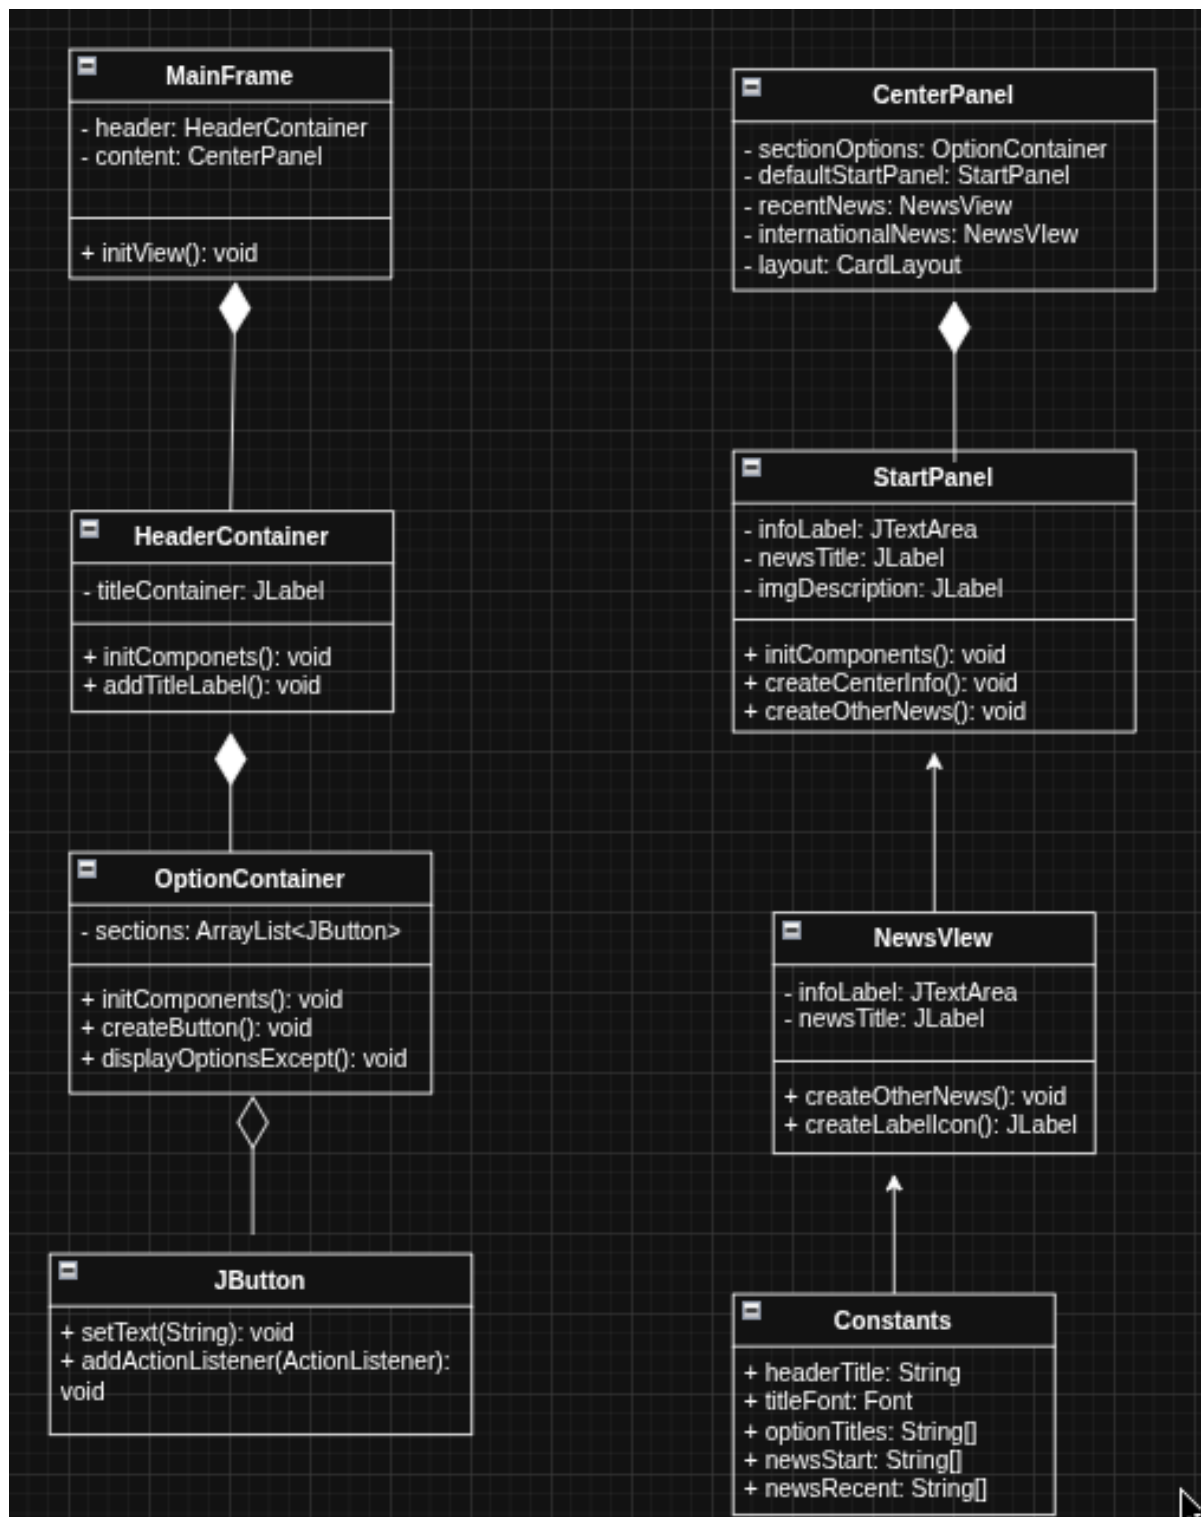 MainFrame
- header: HeaderContainer
- content: CenterPanel
+ initView(): void
HeaderContainer
- titleContainer: JLabel
+ initComponets(): void
+ addTitleLabel(): void
OptionContainer
- sections: ArrayList<JButton>
+ initComponents(): void
+ createButton(): void
+ displayOptionsExcept(): void
JButton
+ setText(String): void
+ addActionListener(ActionListener):
void
CenterPanel
- sectionOptions: OptionContainer
- defaultStartPanel: StartPanel
- recentNews: NewsView
- internationalNews: NewsVIew
- layout: CardLayout
StartPanel
- infoLabel: JTextArea
- newsTitle: JLabel
- imgDescription: JLabel
+ initComponents(): void
+ createCenterInfo(): void
+ createOtherNews(): void
NewsVIew
- infoLabel: JTextArea
- newsTitle: JLabel
+ createOtherNews(): void
+ createLabelIcon(): JLabel
Constants
+ headerTitle: String
+ titleFont: Font
+ optionTitles: String[]
+ newsStart: String[]
+ newsRecent: String[]